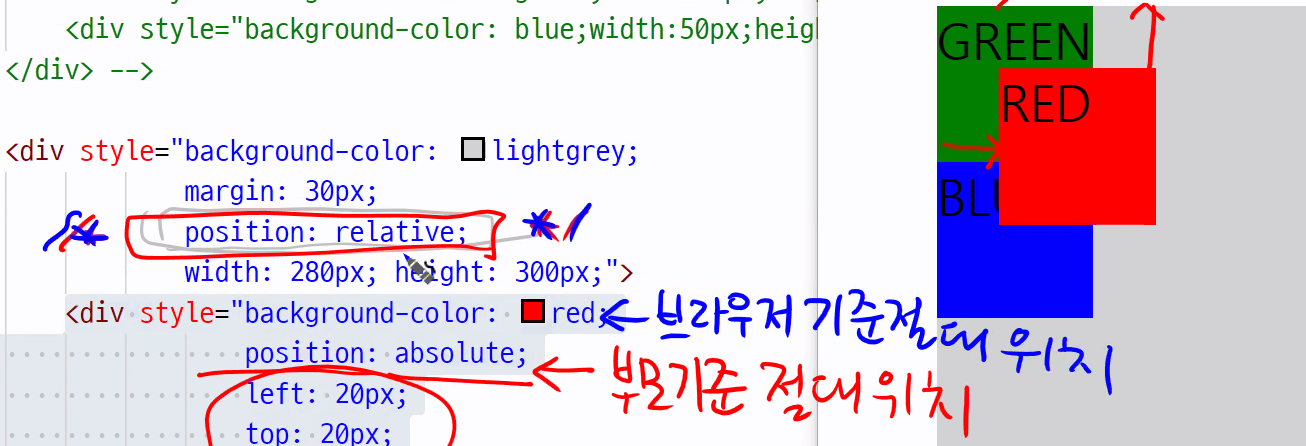 <div style="background-color: blue;width:50px;heigh
</div> -->
GREEN
RED
BLU
<div style="background-color: lightgrey;
margin: 30px;
/* position: relative; */
width: 280px; height: 300px;">
<div style="background-color: red;
브라우저 기준절대 위치
position: absolute;
부모기준 절대위치
left: 20px;
top: 20px;